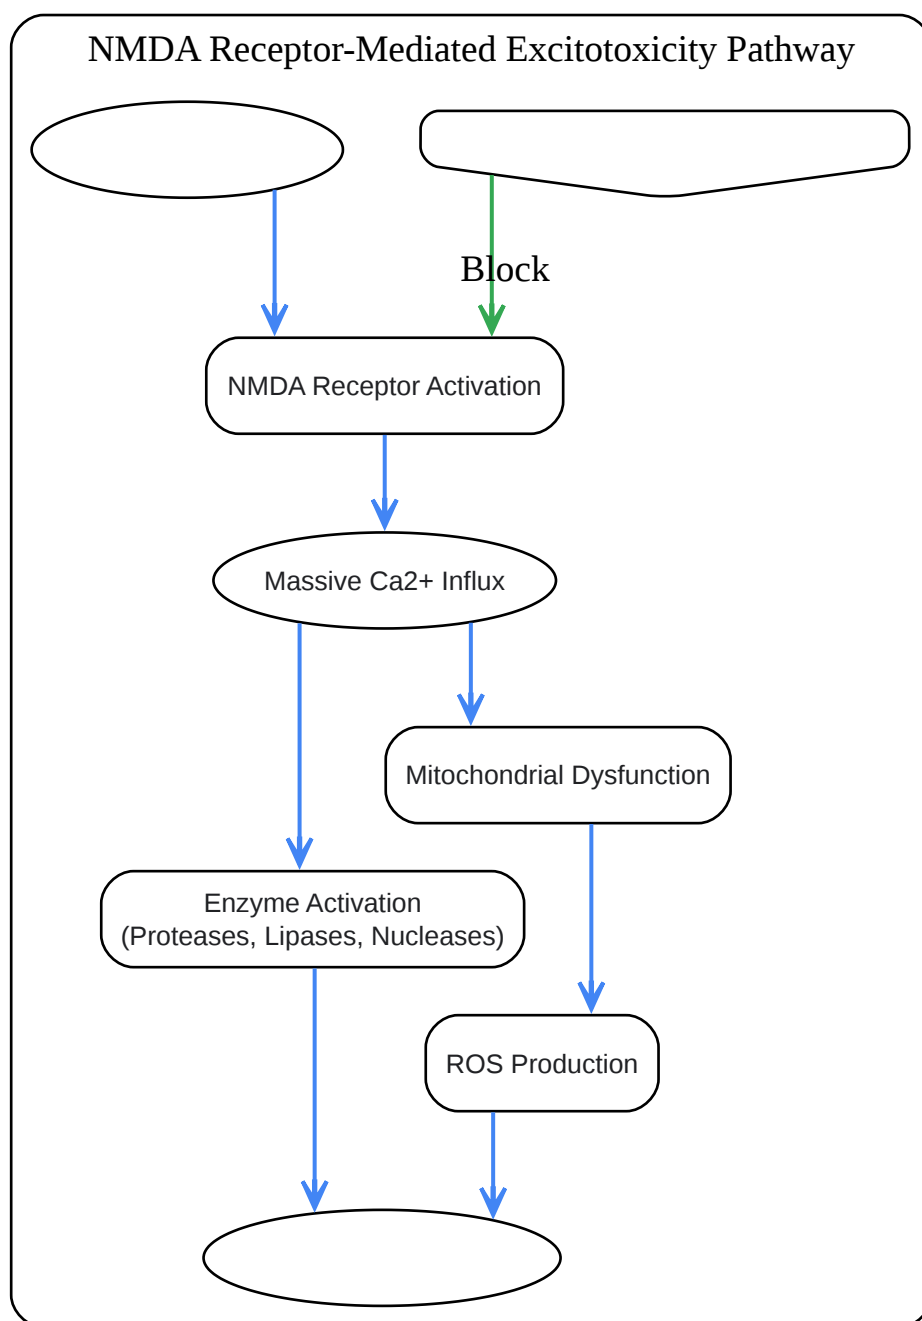 NMDA Receptor-Mediated Excitotoxicity Pathway
Block
NMDA Receptor Activation
Massive Ca2+ Influx
Mitochondrial Dysfunction
Enzyme Activation
(Proteases, Lipases, Nucleases)
ROS Production